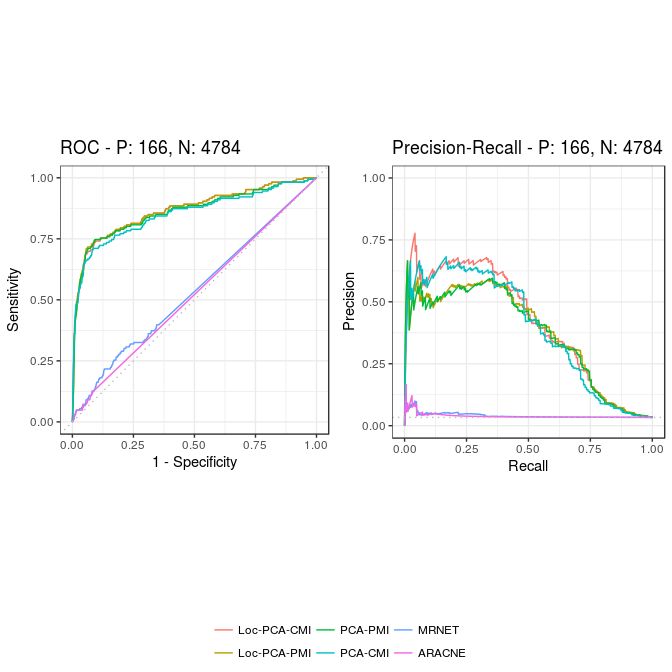 ROC - P: 166, N: 4784
Precision-Recall - P: 166, N: 4784
1.00
0.75
0.50
0.25
0.00
Sensitivity
0.00 0.25 0.50 0.75 1.00
1 - Specificity
1.00
0.75
0.50
0.25
0.00
Precision
0.00 0.25 0.50 0.75 1.00
Recall
Loc-PCA-CMI PCA-PMI MRNET
Loc-PCA-PMI PCA-CMI ARACNE